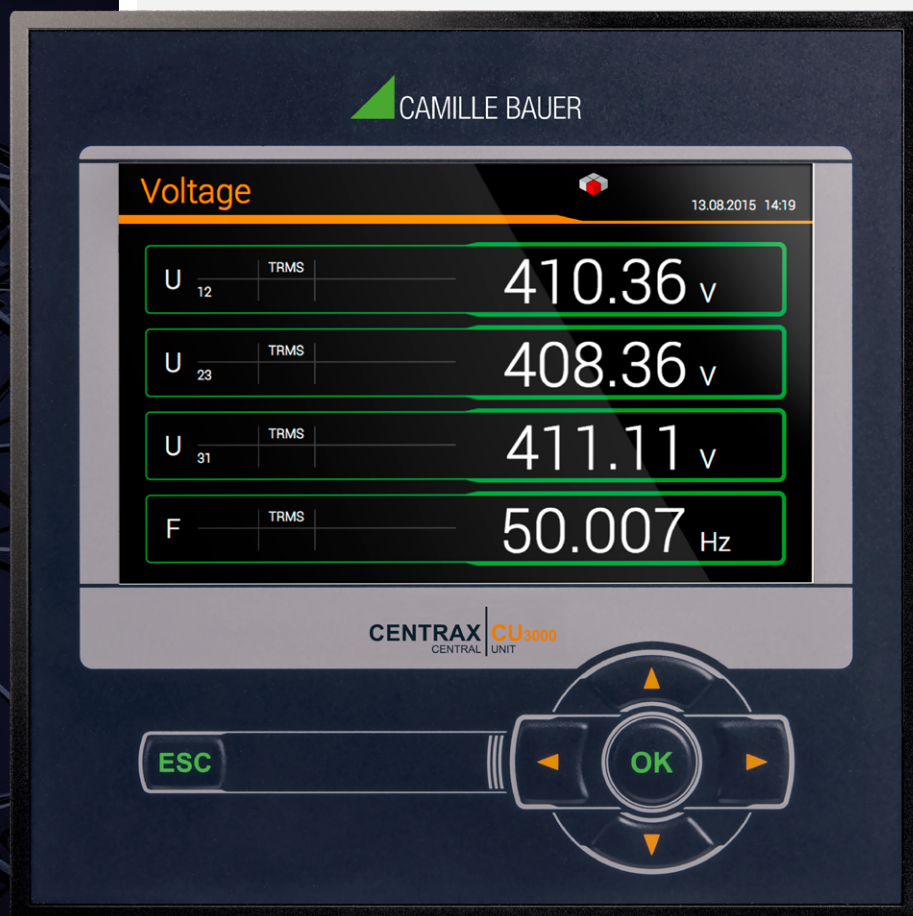 CAMILLE BAUER
Voltage
13.08.2015 14:19
U 12 TRMS 410.36 V
U 23 TRMS 408.36 V
U 31 TRMS 411.11 V
F TRMS 50.007 Hz
CENTRAX CU3000
CENTRAL UNIT
ESC OK